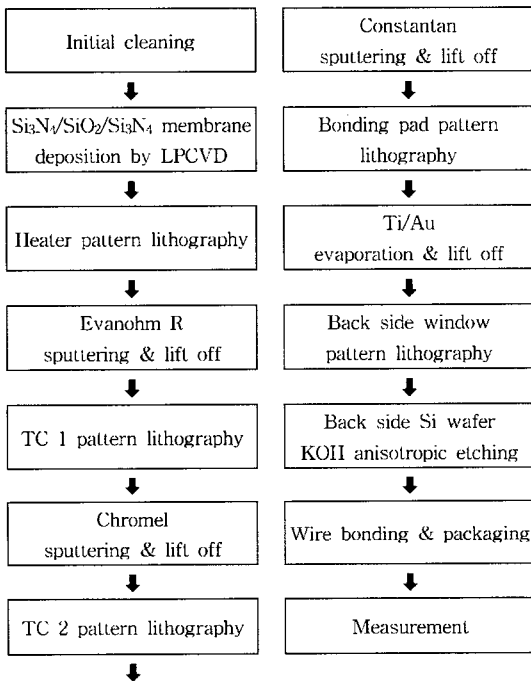 Initial cleaning
Si₃N₄/SiO₂/Si₃N₄ membrane
deposition by LPCVD
Heater pattern lithography
Evanohm R
sputtering & lift off
TC 1 pattern lithography
Chromel
sputtering & lift off
TC 2 pattern lithography
Constantan
sputtering & lift off
Bonding pad pattern
lithography
Ti/Au
evaporation & lift off
Back side window
pattern lithography
Back side Si wafer
KOH anisotropic etching
Wire bonding & packaging
Measurement